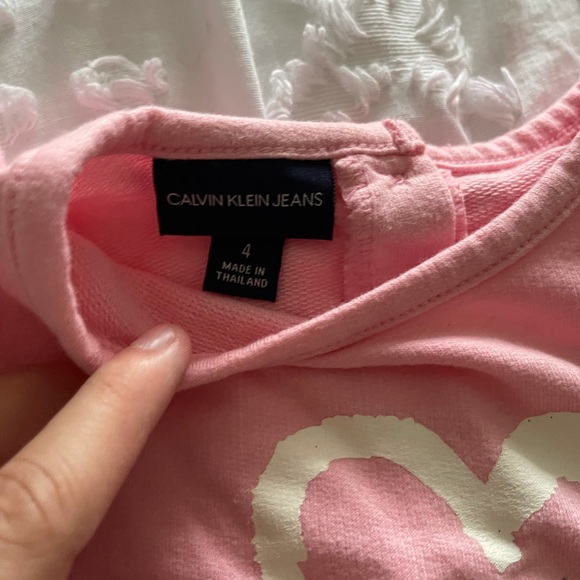 CALVIN KLEIN JEANS
4
MADE IN
THAILAND